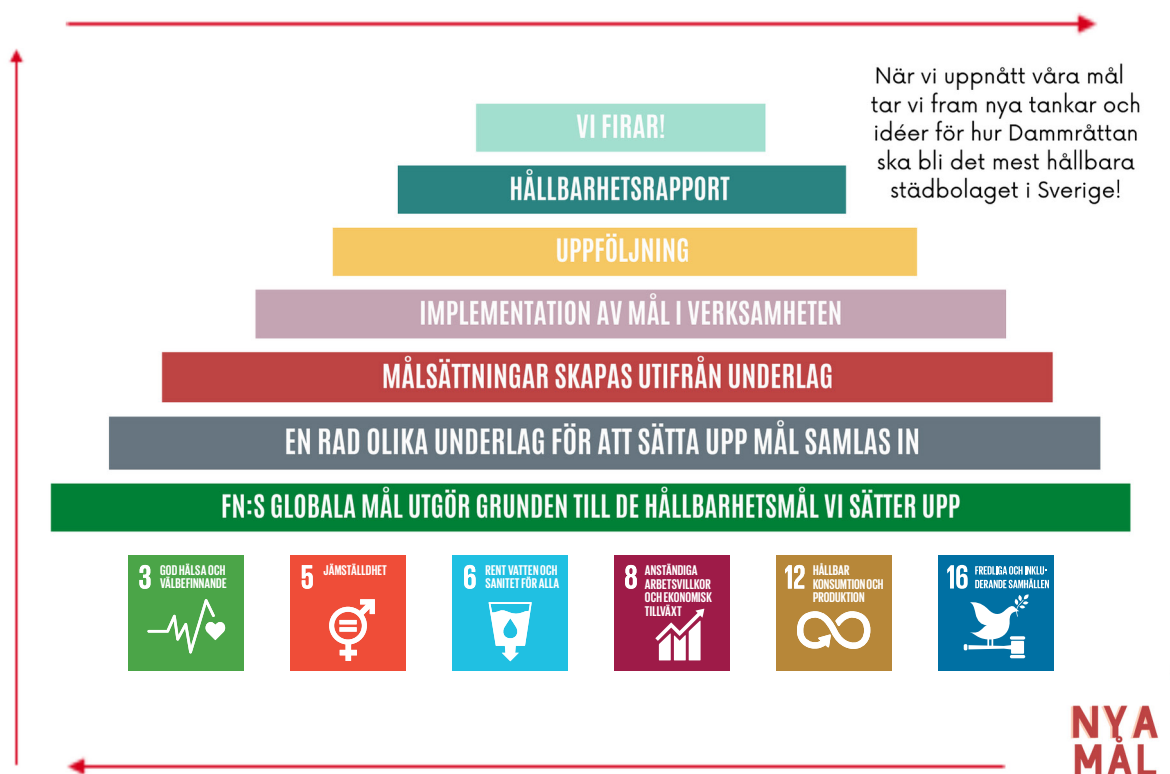 När vi uppnått våra mål
tar vi fram nya tankar och
idéer för hur Dammråttan
ska bli det mest hållbara
städbolaget i Sverige!
VI FIRAR!
HÅLLBARHETSRAPPORT
UPPFÖLJNING
IMPLEMENTATION AV MÅL I VERKSAMHETEN
MÅLSÄTTNINGAR SKAPAS UTIFRÅN UNDERLAG
EN RAD OLIKA UNDERLAG FÖR ATT SÄTTA UPP MÅL SAMLAS IN
FN:S GLOBALA MÅL UTGÖR GRUNDEN TILL DE HÅLLBARHETSMÅL VI SÄTTER UPP
3 GOD HÄLSA OCH
VÄLBEFINNANDE
5 JÄMSTÄLLDHET
6 RENT VATTEN OCH
SANITET FÖR ALLA
8 ANSTÄNDIGA
ARBETSVILLKOR
OCH EKONOMISK
TILLVÄXT
12 HÅLLBAR
KONSUMTION OCH
PRODUKTION
16 FREDLIGA OCH INKLU-
DERANDE SAMHÄLLEN
NYA
MÅL